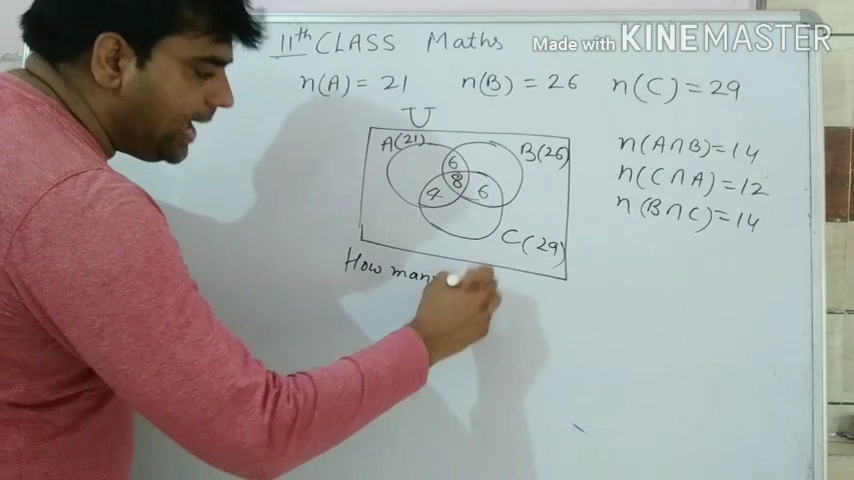 11th CLASS Maths
Made with KINEMASTER
n(A) = 21 n(B) = 26 n(C) = 29
U
A(21)
B(26)
6
8
4
6
C(29)
n(A∩B)=14
n(C∩A)=12
n(B∩C)=14
How many